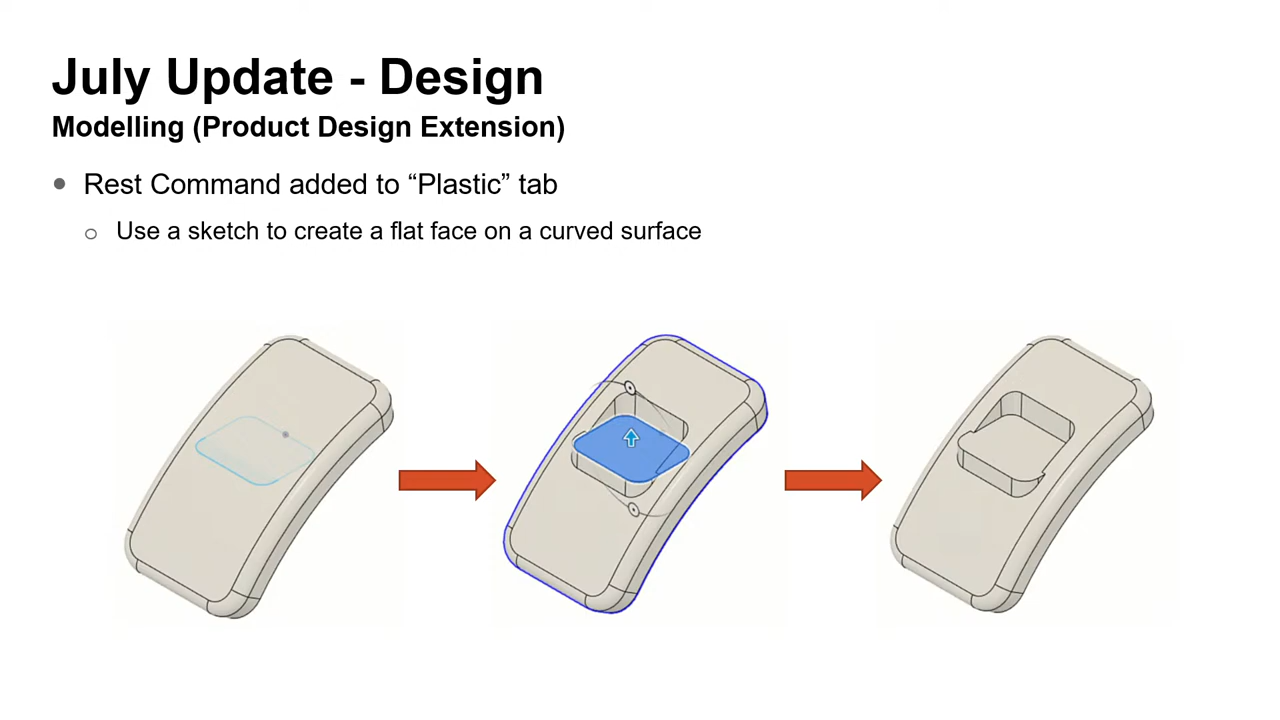 July Update - Design
Modelling (Product Design Extension)
Rest Command added to “Plastic” tab
Use a sketch to create a flat face on a curved surface